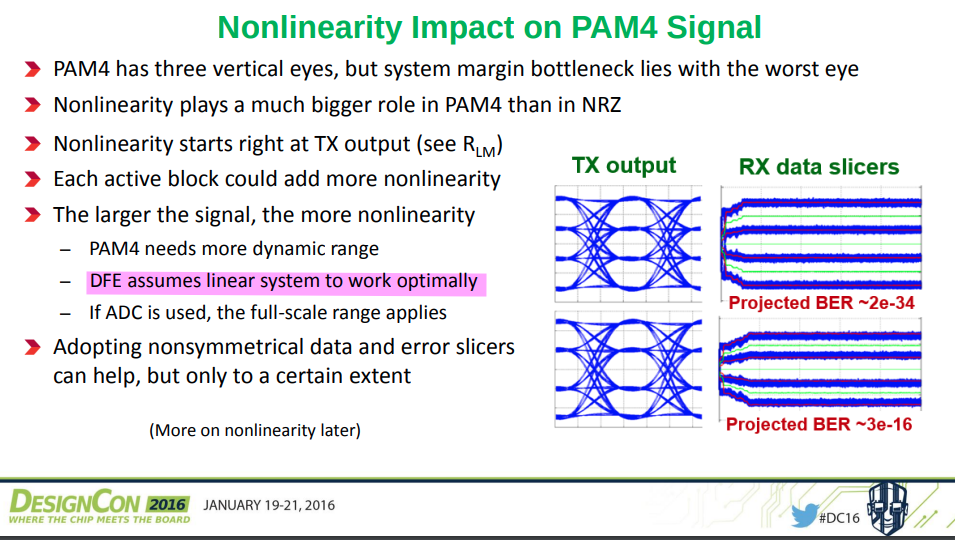 Nonlinearity Impact on PAM4 Signal
PAM4 has three vertical eyes, but system margin bottleneck lies with the worst eye
Nonlinearity plays a much bigger role in PAM4 than in NRZ
Nonlinearity starts right at TX output (see RLM)
Each active block could add more nonlinearity
The larger the signal, the more nonlinearity
– PAM4 needs more dynamic range
– DFE assumes linear system to work optimally
– If ADC is used, the full-scale range applies
Adopting nonsymmetrical data and error slicers
can help, but only to a certain extent
(More on nonlinearity later)
TX output
RX data slicers
Projected BER ~2e-34
Projected BER ~3e-16
DESIGNCON 2016
WHERE THE CHIP MEETS THE BOARD
JANUARY 19-21, 2016
#DC16